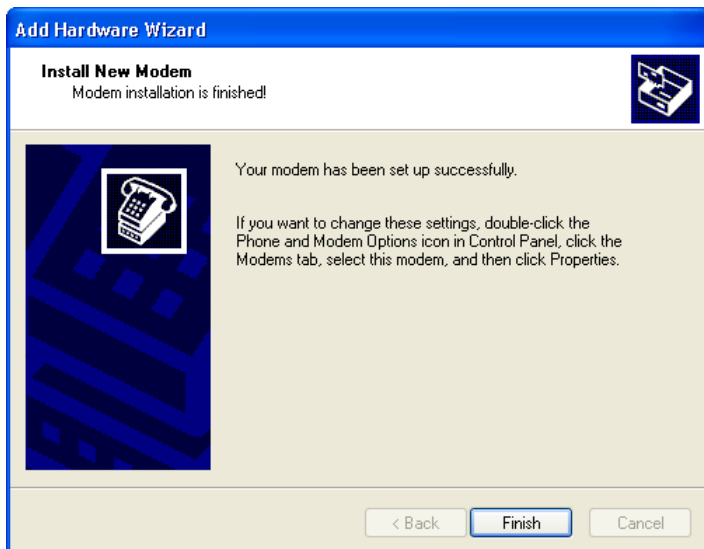 Add Hardware Wizard
Install New Modem
Modem installation is finished!
Your modem has been set up successfully.
If you want to change these settings, double-click the
Phone and Modem Options icon in Control Panel, click the
Modems tab, select this modem, and then click Properties.
< Back
Finish
Cancel